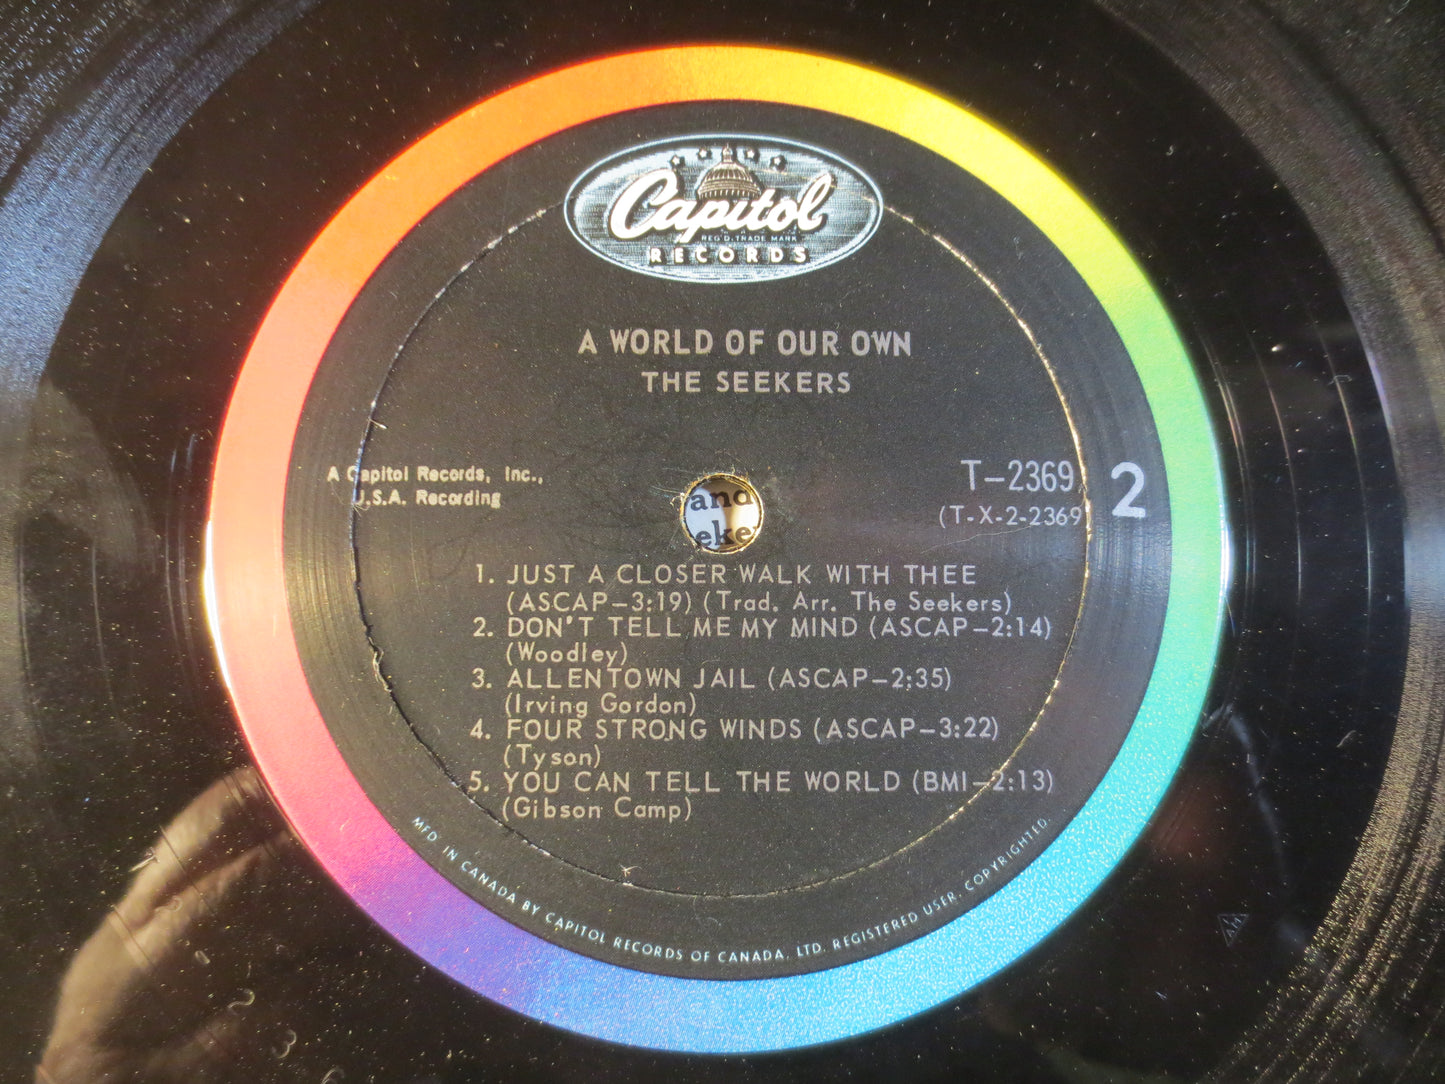 Capitol
REG'D. TRADE MARK
RECORDS
A WORLD OF OUR OWN
THE SEEKERS
A Capitol Records, Inc.,
U.S.A. Recording
T-2369
2
(T-X-2-2369)
and
eke
1. JUST A CLOSER WALK WITH THEE
(ASCAP-3:19) (Trad. Arr. The Seekers)
2. DON'T TELL ME MY MIND (ASCAP-2:14)
(Woodley)
3. ALLENTOWN JAIL (ASCAP-2:35)
(Irving Gordon)
4. FOUR STRONG WINDS (ASCAP-3:22)
(Tyson)
5. YOU CAN TELL THE WORLD (BMI-2:13)
(Gibson Camp)
MFD. IN CANADA BY CAPITOL RECORDS OF CANADA, LTD. REGISTERED USER. COPYRIGHTED.